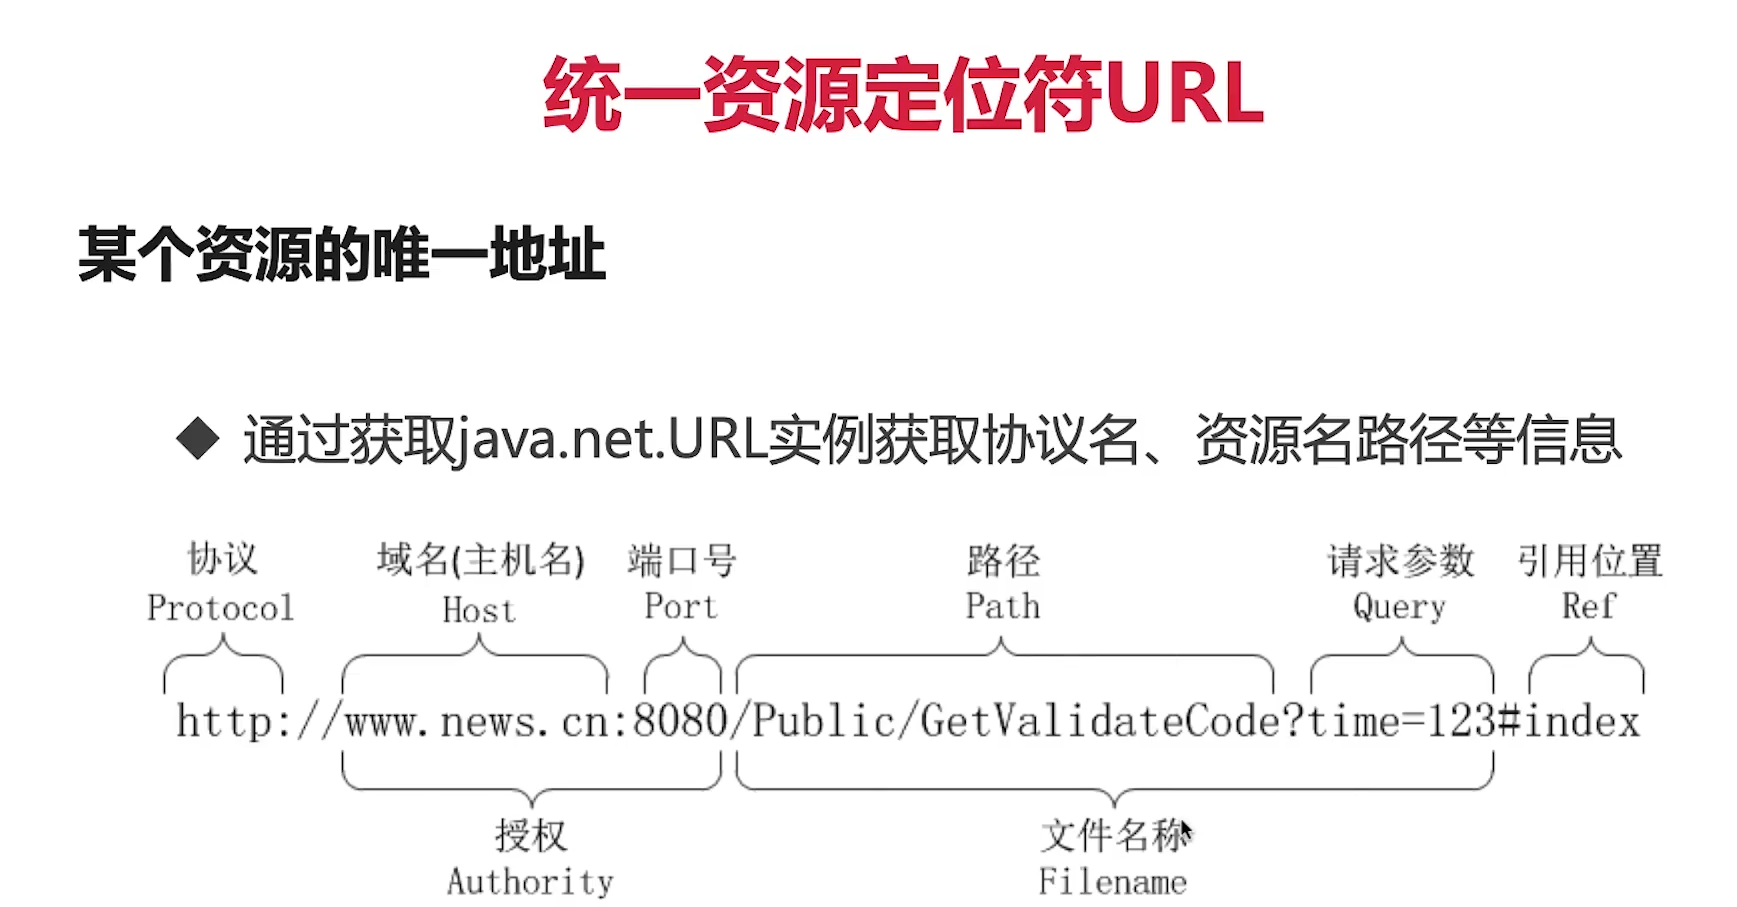 统一资源定位符URL
某个资源的唯一地址
◆ 通过获取java.net.URL实例获取协议名、资源名路径等信息
协议 域名(主机名) 端口号 路径 请求参数 引用位置
Protocol Host Port Path Query Ref
http://www.news.cn:8080/Public/GetValidateCode?time=123#index
授权 文件名称
Authority Filename